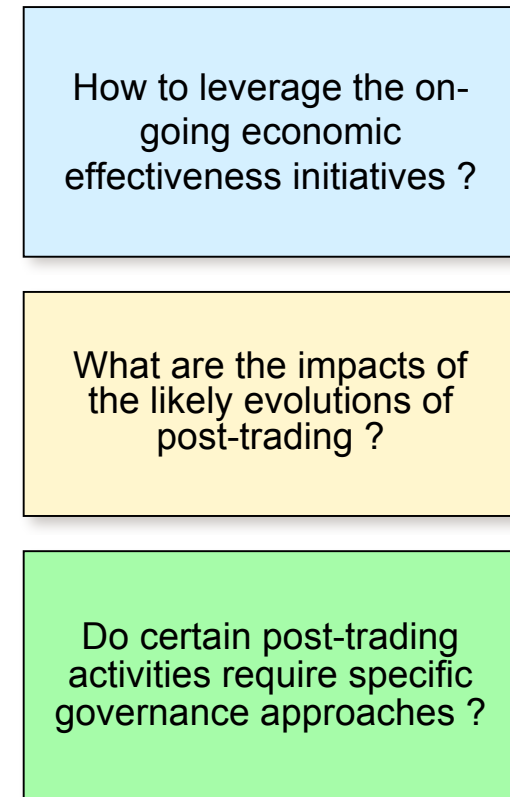 How to leverage the on-
going economic
effectiveness initiatives ?
What are the impacts of
the likely evolutions of
post-trading ?
Do certain post-trading
activities require specific
governance approaches ?